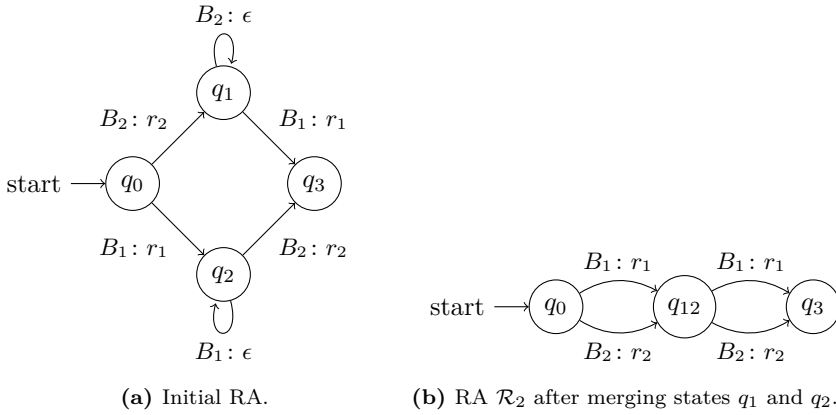 B₂: ϵ
q₁
B₂: r₂
B₁: r₁
start
q₀
q₃
B₁: r₁
B₂: r₂
q₂
B₁: ϵ
B₁: r₁
B₁: r₁
start
q₀
q₁₂
q₃
B₂: r₂
B₂: r₂
(a) Initial RA.
(b) RA ℛ₂ after merging states q₁ and q₂.